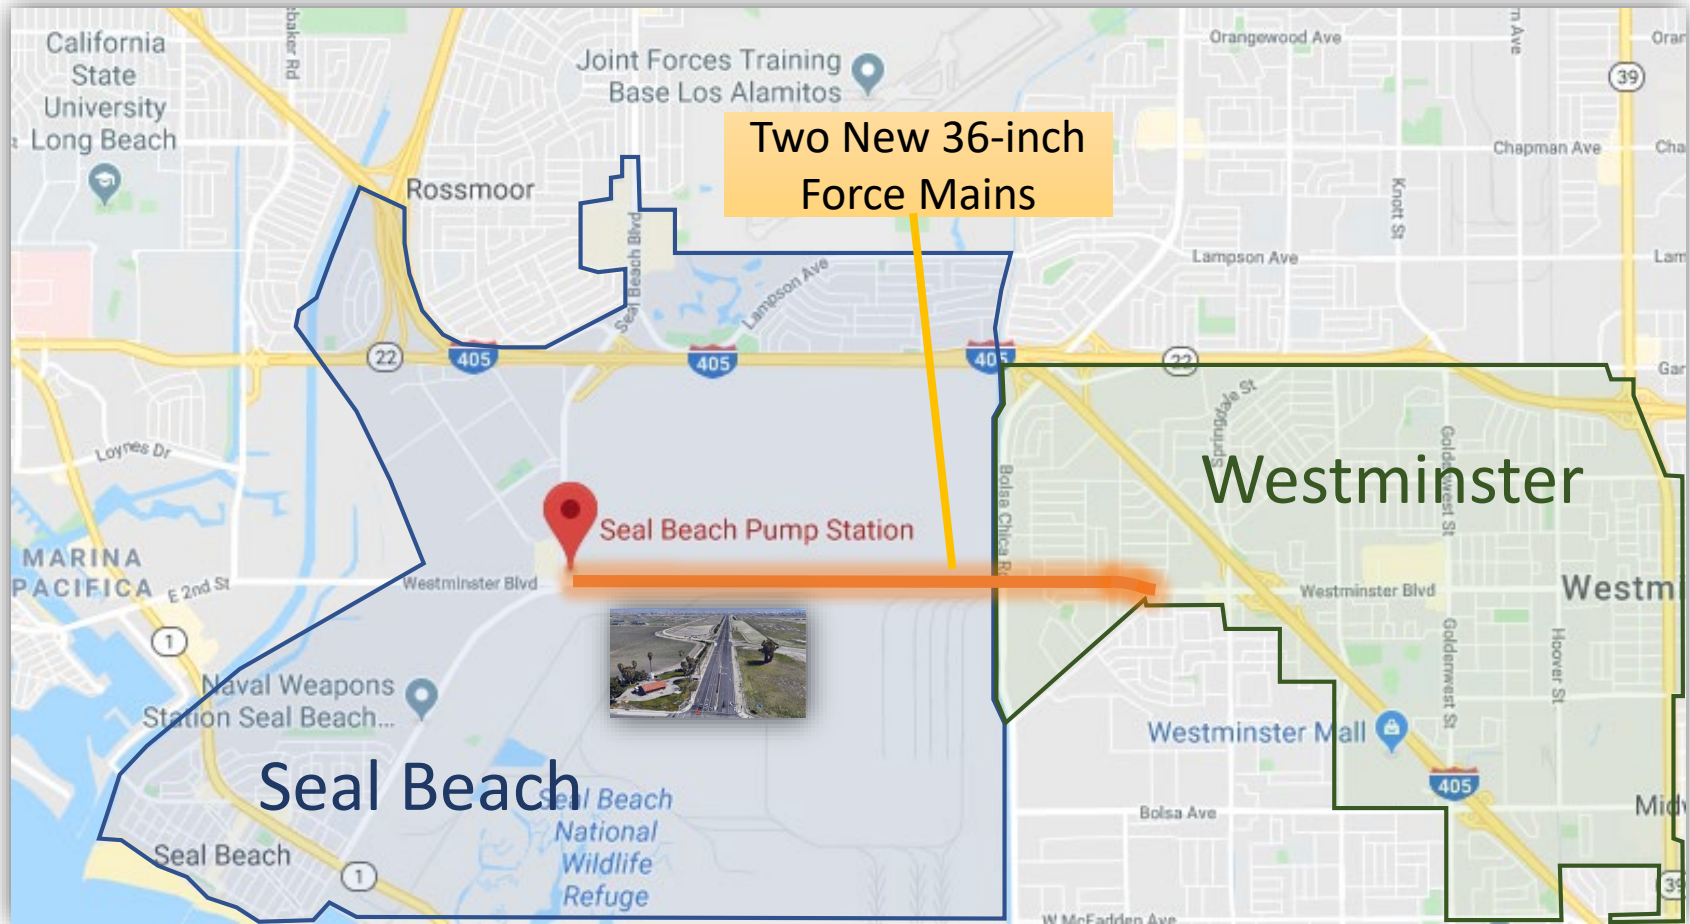 California
State
University
Long Beach
ebaker Rd
Joint Forces Training
Base Los Alamitos
Orangewood Ave
39
Two New 36-inch
Force Mains
Chapman Ave
Rossmoor
Knott St
Seal Beach Blvd
Lampson Ave
Lampson Ave
22
405
405
405
22
Springdale St
Goldenwest St
Loynes Dr
Westminster
Bolsa Chica Rd
Seal Beach Pump Station
MARINA
PACIFICA
E 2nd St
Westminster Blvd
Westminster Blvd
Westmi
1
Goldenwest St
Hoover St
Naval Weapons
Station Seal Beach...
Westminster Mall
405
Seal Beach
Seal Beach
National
Wildlife
Refuge
Bolsa Ave
Seal Beach
1
39
W McFadden Ave